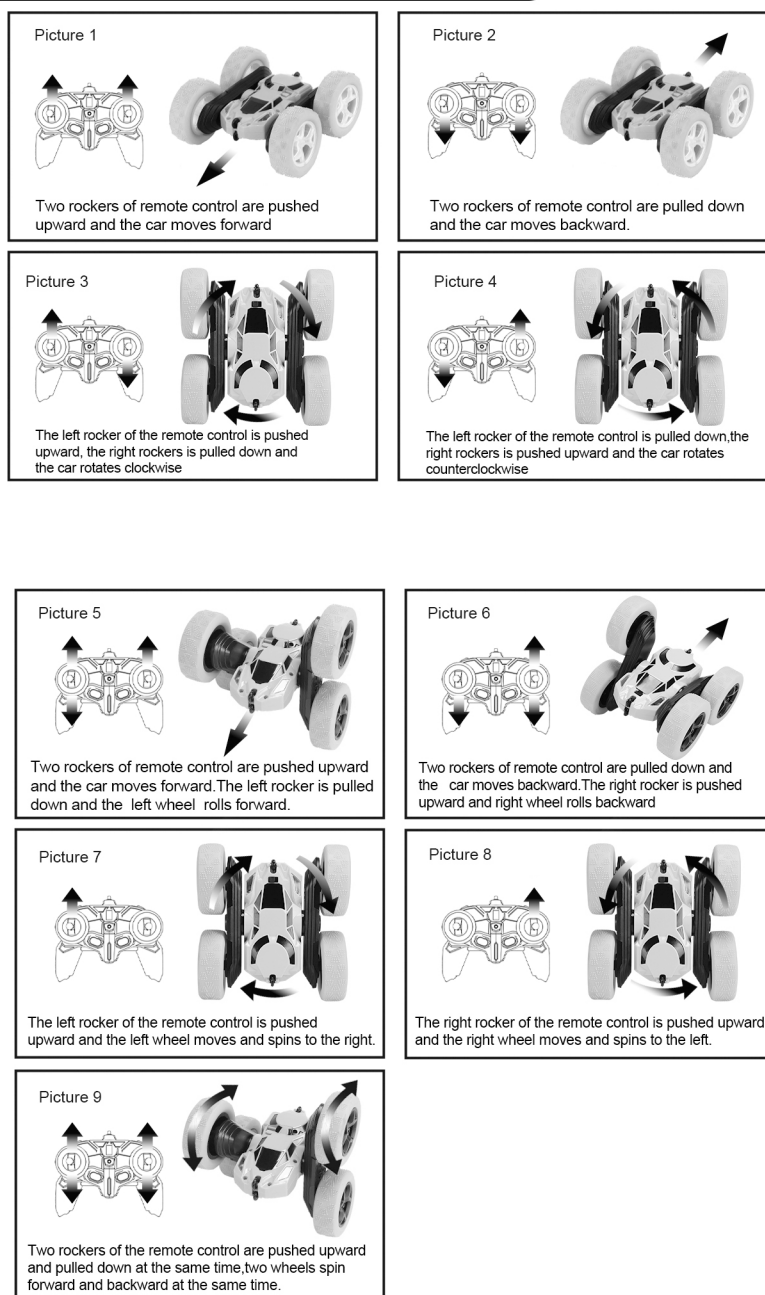 Picture 1
Two rockers of remote control are pushed
upward and the car moves forward
Picture 2
Two rockers of remote control are pulled down
and the car moves backward.
Picture 3
The left rocker of the remote control is pushed
upward, the right rockers is pulled down and
the car rotates clockwise
Picture 4
The left rocker of the remote control is pulled down,the
right rockers is pushed upward and the car rotates
counterclockwise
Picture 5
Two rockers of remote control are pushed upward
and the car moves forward.The left rocker is pulled
down and the left wheel rolls forward.
Picture 6
Two rockers of remote control are pulled down and
the car moves backward.The right rocker is pushed
upward and right wheel rolls backward
Picture 7
The left rocker of the remote control is pushed
upward and the left wheel moves and spins to the right.
Picture 8
The right rocker of the remote control is pushed upward
and the right wheel moves and spins to the left.
Picture 9
Two rockers of the remote control are pushed upward
and pulled down at the same time,two wheels spin
forward and backward at the same time.